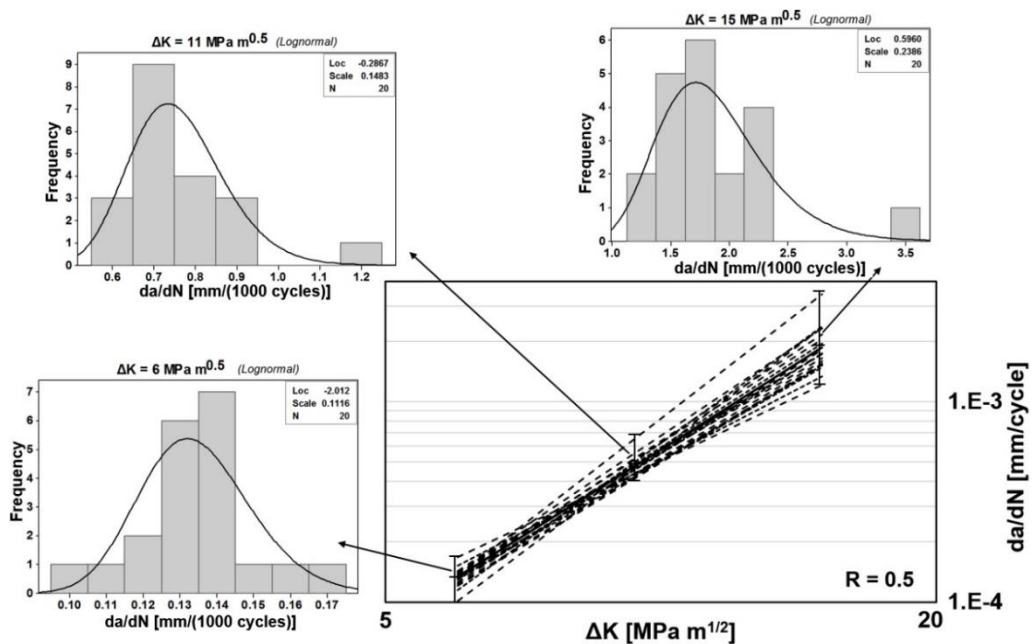 ΔK = 11 MPa m0.5 (Lognormal)
Loc -0.2867
Scale 0.1483
N 20
Frequency
9
8
7
6
5
4
3
2
1
0
0.6 0.7 0.8 0.9 1.0 1.1 1.2
da/dN [mm/(1000 cycles)]
ΔK = 15 MPa m0.5 (Lognormal)
Loc 0.5960
Scale 0.2386
N 20
Frequency
6
5
4
3
2
1
0
1.0 1.5 2.0 2.5 3.0 3.5
da/dN [mm/(1000 cycles)]
ΔK = 6 MPa m0.5 (Lognormal)
Loc -2.012
Scale 0.1116
N 20
Frequency
7
6
5
4
3
2
1
0
0.10 0.11 0.12 0.13 0.14 0.15 0.16 0.17
da/dN [mm/(1000 cycles)]
1.E-3
da/dN [mm/cycle]
R = 0.5
1.E-4
5 20
ΔK [MPa m1/2]